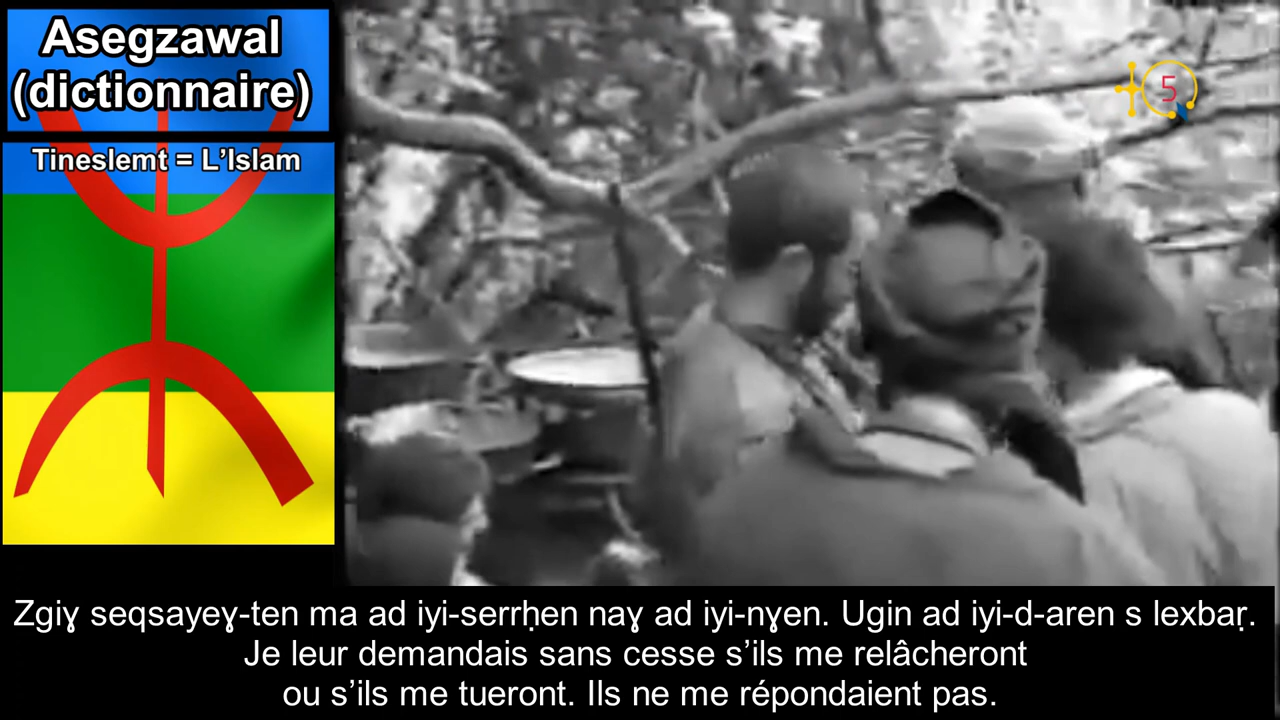 Asegzawal
(dictionnaire)
Tineslemt = L’Islam
5
Zgiɣ seqsayeɣ-ten ma ad iyi-serrḥen naɣ ad iyi-nɣen. Ugin ad iyi-d-aren s lexbaṛ.
Je leur demandais sans cesse s’ils me relâcheront
ou s’ils me tueront. Ils ne me répondaient pas.